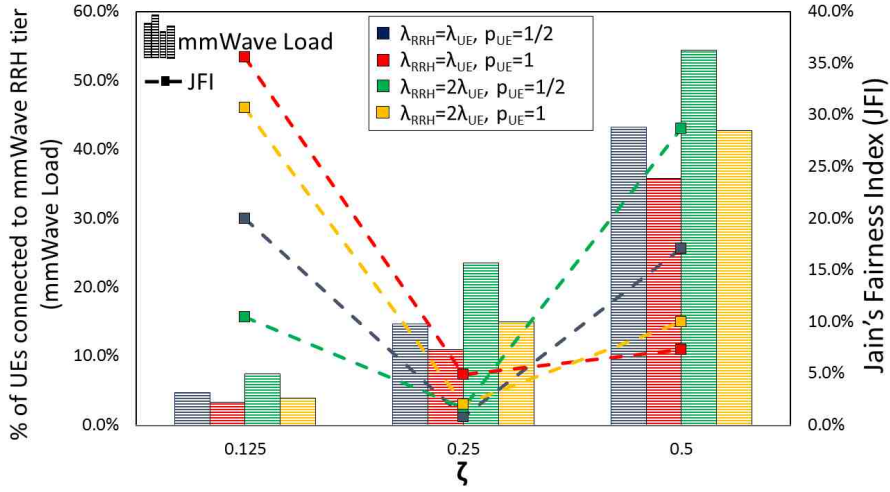 % of UEs connected to mmWave RRH tier
(mmWave Load)
60.0%
50.0%
40.0%
30.0%
20.0%
10.0%
0.0%
mmWave Load
JFI
λRRH=λUE, pUE=1/2
λRRH=λUE, pUE=1
λRRH=2λUE, pUE=1/2
λRRH=2λUE, pUE=1
40.0%
35.0%
30.0%
25.0%
20.0%
15.0%
10.0%
5.0%
0.0%
Jain's Fairness Index (JFI)
0.125
0.25
0.5
ζ